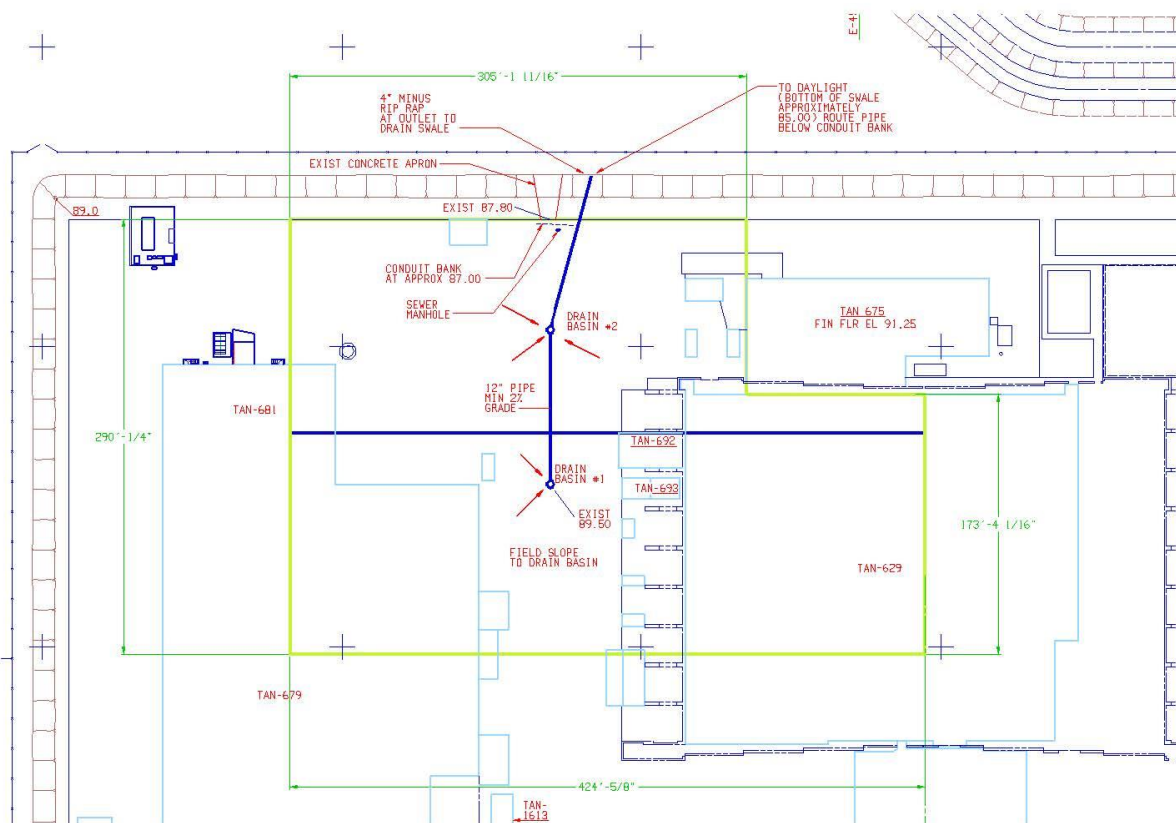 E-4
305'-1 11/16"
4" MINUS
RIP RAP
AT OUTLET TO
DRAIN SWALE
TO DAYLIGHT
(BOTTOM OF SWALE
APPROXIMATELY
85.00) ROUTE PIPE
BELOW CONDUIT BANK
EXIST CONCRETE APRON
89.0
EXIST 87.80
CONDUIT BANK
AT APPROX 87.00
SEWER
MANHOLE
DRAIN
BASIN #2
TAN 675
FIN FLR EL 91.25
12" PIPE
MIN 2%
GRADE
TAN-681
290'-1/4"
TAN-692
DRAIN
BASIN #1
TAN-693
EXIST
89.50
173'-4 1/16"
FIELD SLOPE
TO DRAIN BASIN
TAN-629
TAN-679
424'-5/8"
TAN-
1613